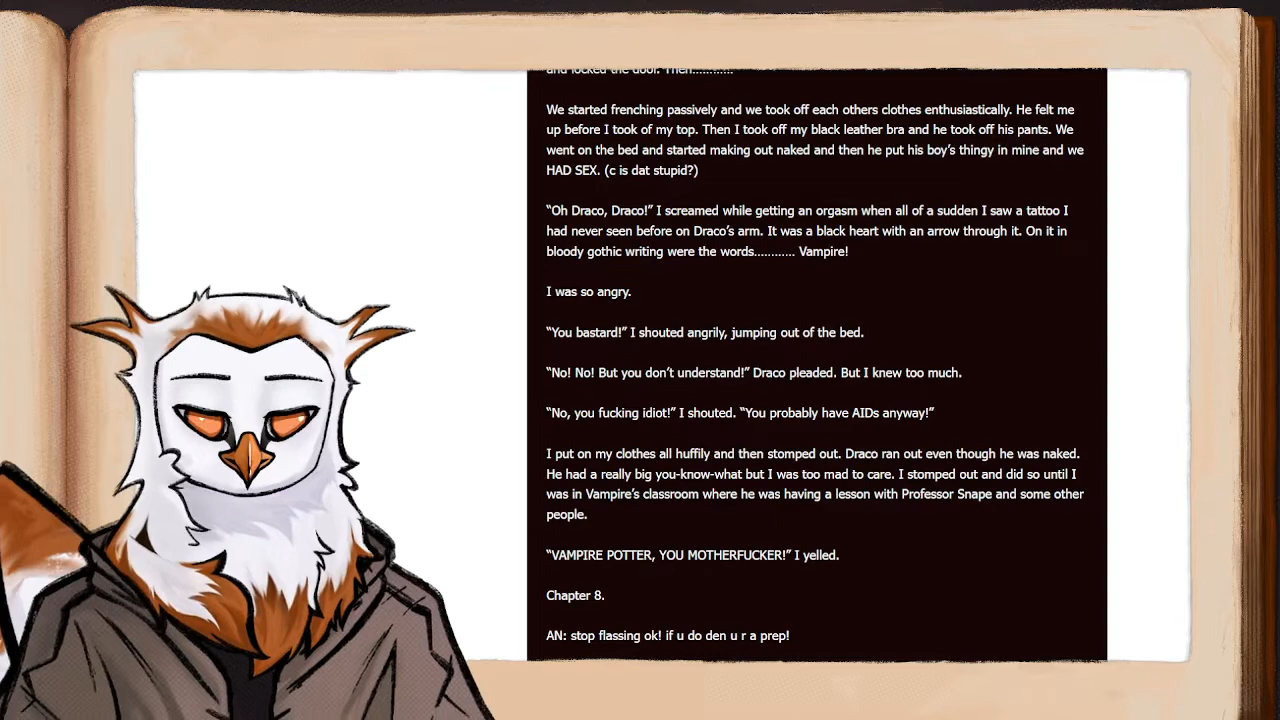 and locked the door. Then…………
We started frenching passively and we took off each others clothes enthusiastically. He felt me
up before I took of my top. Then I took off my black leather bra and he took off his pants. We
went on the bed and started making out naked and then he put his boy’s thingy in mine and we
HAD SEX. (c is dat stupid?)
“Oh Draco, Draco!” I screamed while getting an orgasm when all of a sudden I saw a tattoo I
had never seen before on Draco’s arm. It was a black heart with an arrow through it. On it in
bloody gothic writing were the words………… Vampire!
I was so angry.
“You bastard!” I shouted angrily, jumping out of the bed.
“No! No! But you don’t understand!” Draco pleaded. But I knew too much.
“No, you fucking idiot!” I shouted. “You probably have AIDs anyway!”
I put on my clothes all huffily and then stomped out. Draco ran out even though he was naked.
He had a really big you-know-what but I was too mad to care. I stomped out and did so until I
was in Vampire’s classroom where he was having a lesson with Professor Snape and some other
people.
“VAMPIRE POTTER, YOU MOTHERFUCKER!” I yelled.
Chapter 8.
AN: stop flassing ok! if u do den u r a prep!